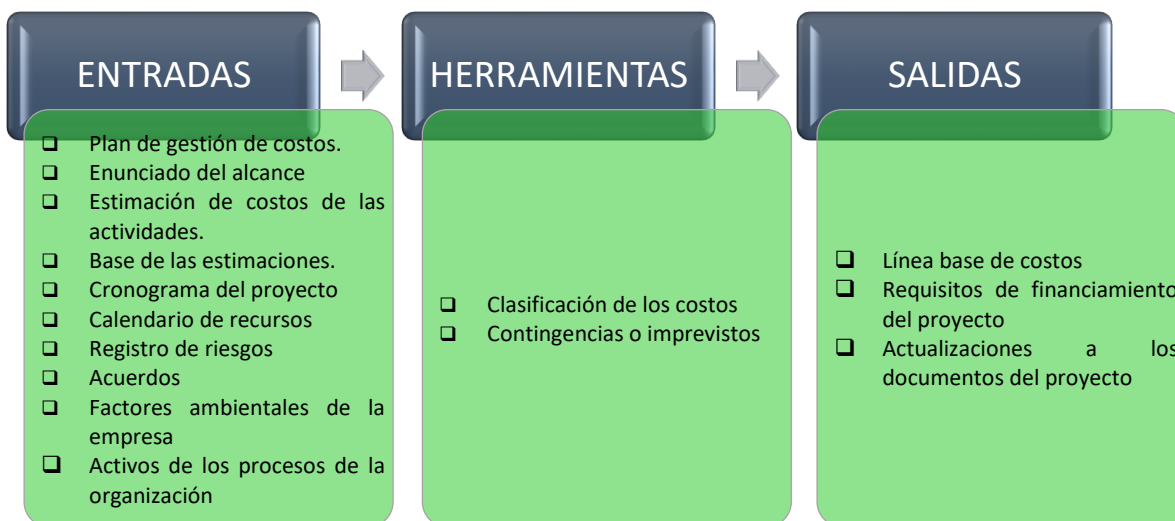 ENTRADAS
Plan de gestión de costos.
Enunciado del alcance
Estimación de costos de las
actividades.
Base de las estimaciones.
Cronograma del proyecto
Calendario de recursos
Registro de riesgos
Acuerdos
Factores ambientales de la
empresa
Activos de los procesos de la
organización
HERRAMIENTAS
Clasificación de los costos
Contingencias o imprevistos
SALIDAS
Línea base de costos
Requisitos de financiamiento
del proyecto
Actualizaciones a los
documentos del proyecto